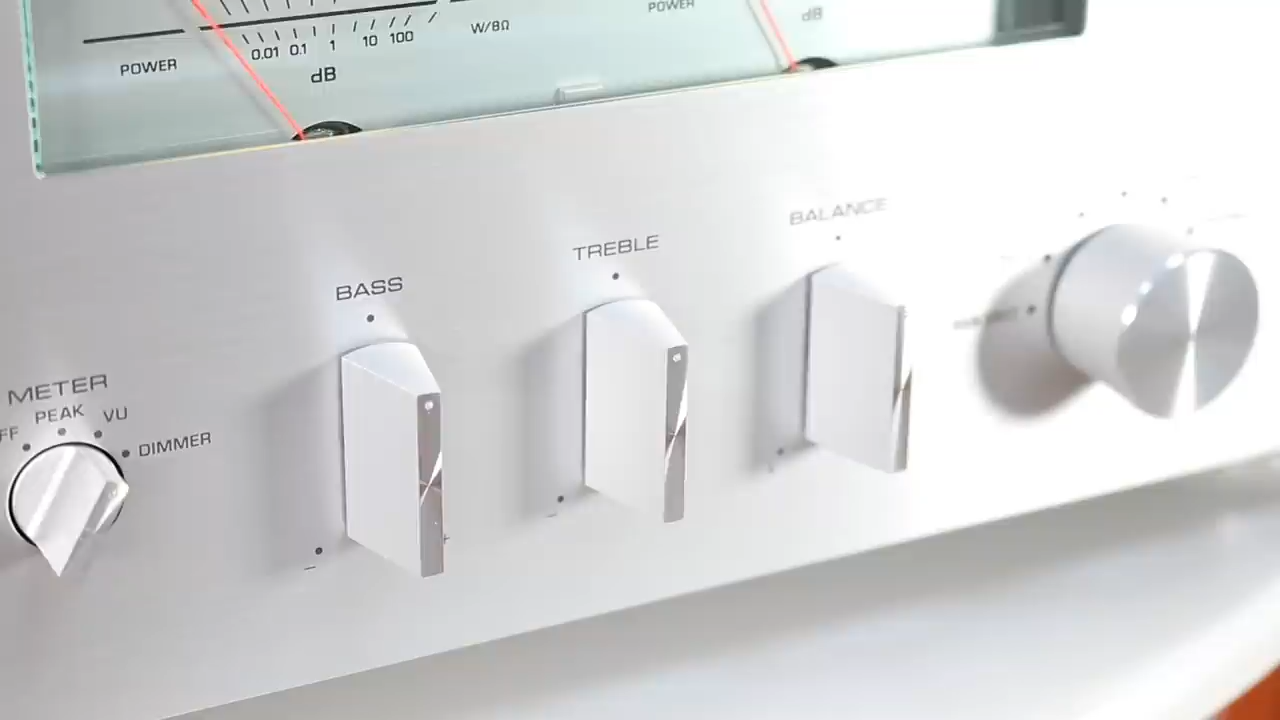 POWER
0.01 0.1 1 10 100
W/8Ω
dB
POWER
dB
BALANCE
TREBLE
BASS
METER
PEAK VU
DIMMER
- +
-